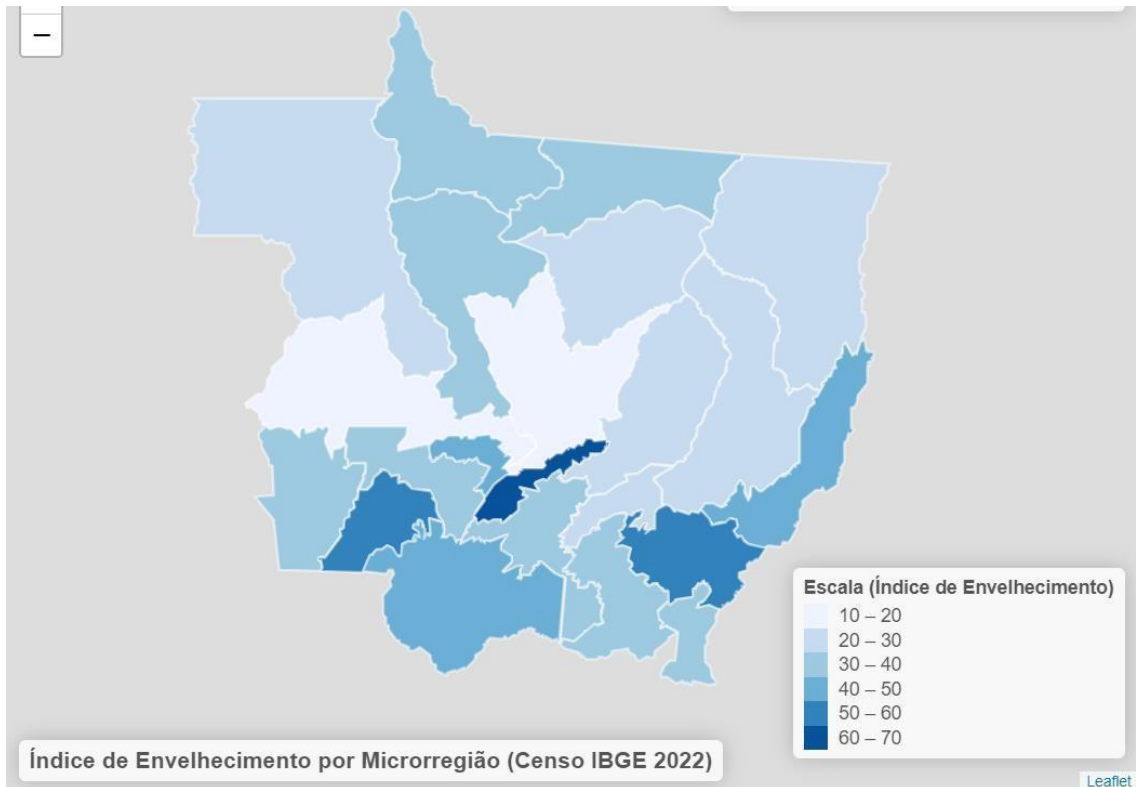 −
Escala (Índice de Envelhecimento)
10 – 20
20 – 30
30 – 40
40 – 50
50 – 60
60 – 70
Índice de Envelhecimento por Microrregião (Censo IBGE 2022)
Leaflet